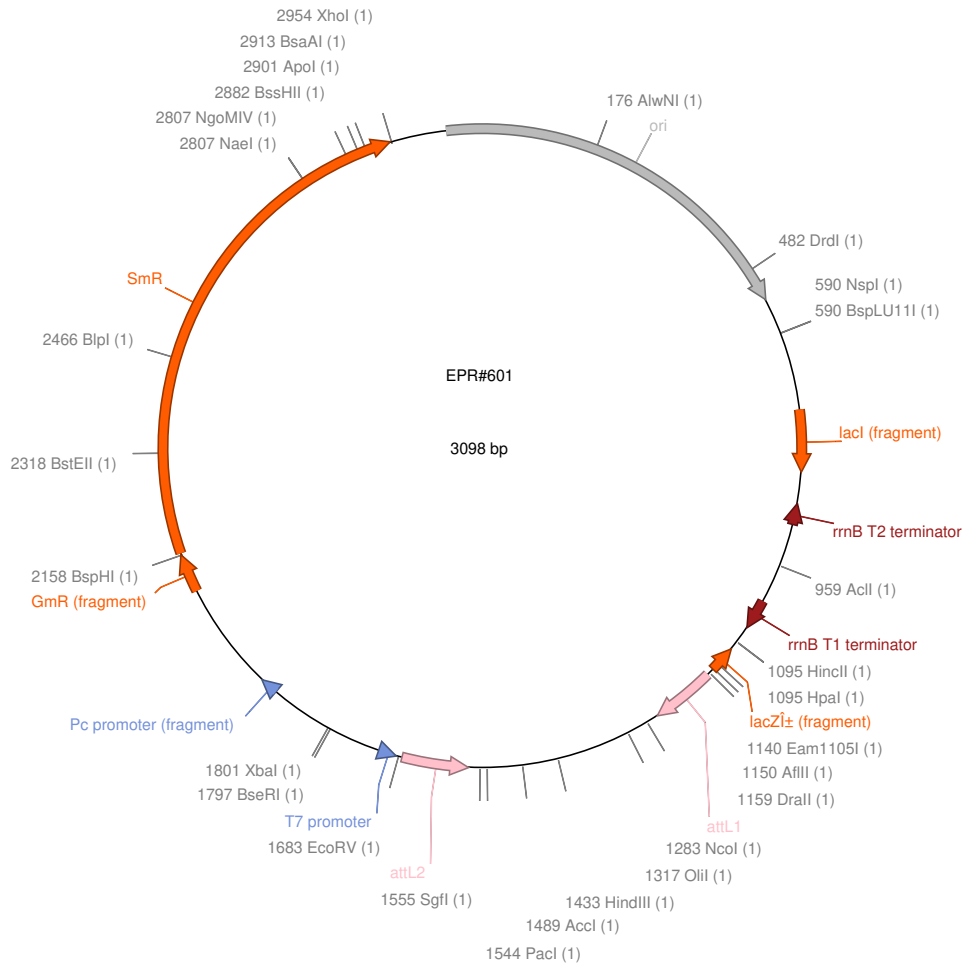 2954 XhoI (1)
2913 BsaAI (1)
2901 ApoI (1)
2882 BssHII (1)
2807 NgoMIV (1)
2807 NaeI (1)
176 AlwNI (1)
ori
482 DrdI (1)
590 NspI (1)
590 BspLU11I (1)
SmR
2466 BlpI (1)
EPR#601
3098 bp
lacI (fragment)
2318 BstEII (1)
rrnB T2 terminator
2158 BspHI (1)
GmR (fragment)
959 AclI (1)
rrnB T1 terminator
1095 HincII (1)
1095 HpaI (1)
lacZÎ± (fragment)
Pc promoter (fragment)
1140 Eam1105I (1)
1150 AflII (1)
1159 DraII (1)
1801 XbaI (1)
1797 BseRI (1)
T7 promoter
attL1
1683 EcoRV (1)
1283 NcoI (1)
attL2
1317 OliI (1)
1555 SgfI (1)
1433 HindIII (1)
1489 AccI (1)
1544 PacI (1)